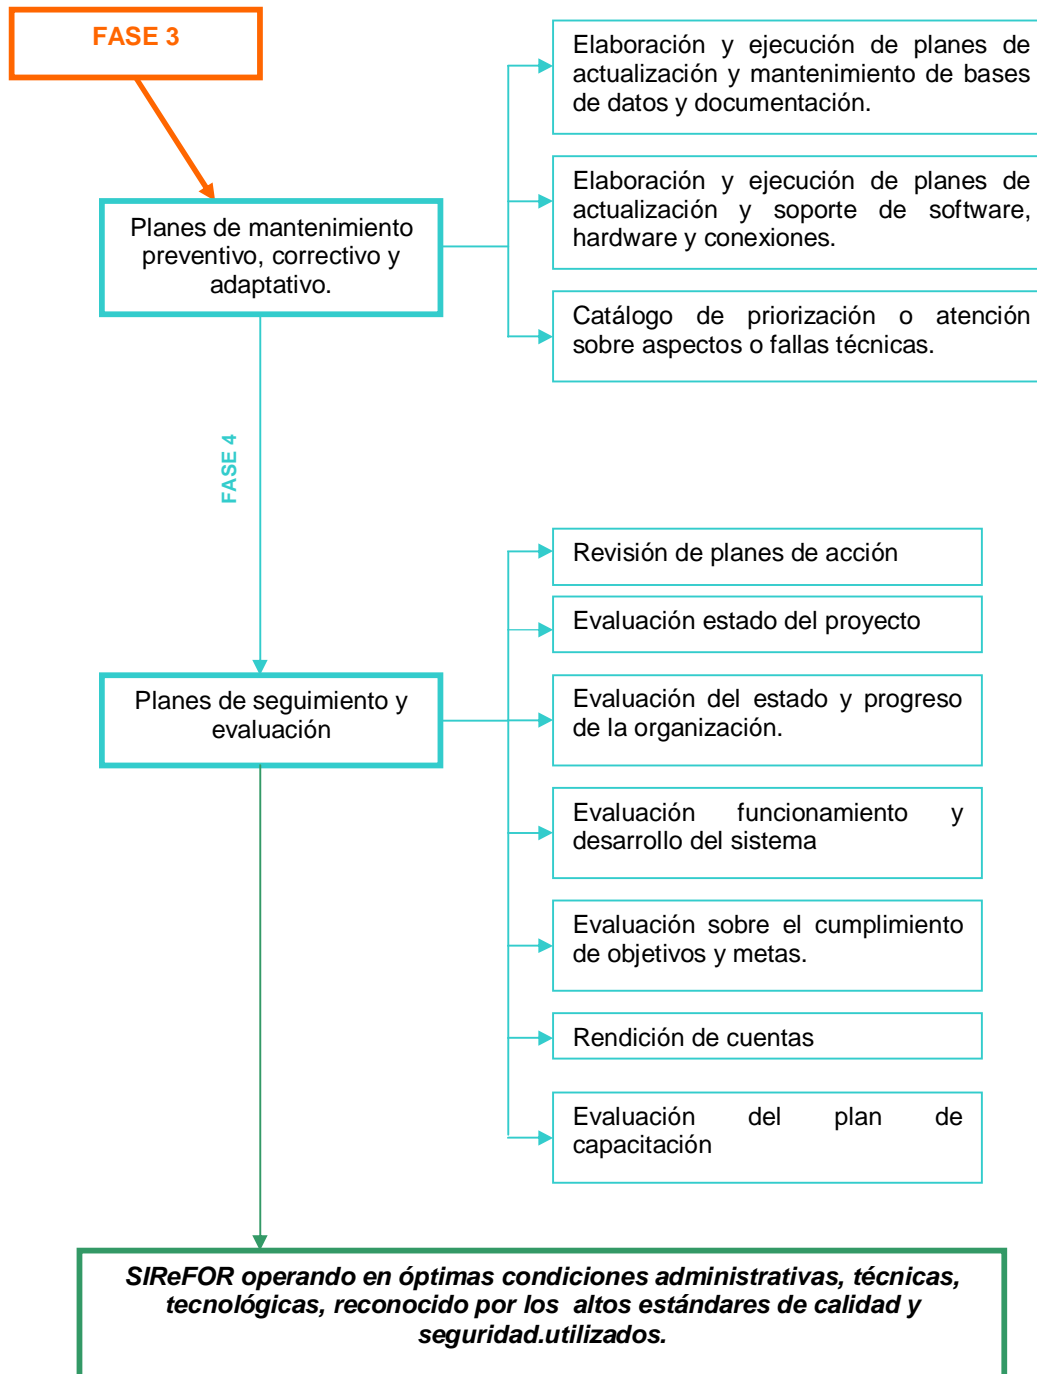 FASE 3
Elaboración y ejecución de planes de
actualización y mantenimiento de bases
de datos y documentación.
Elaboración y ejecución de planes de
actualización y soporte de software,
hardware y conexiones.
Planes de mantenimiento
preventivo, correctivo y
adaptativo.
Catálogo de priorización o atención
sobre aspectos o fallas técnicas.
FASE 4
Revisión de planes de acción
Evaluación estado del proyecto
Planes de seguimiento y
evaluación
Evaluación del estado y progreso
de la organización.
Evaluación funcionamiento y
desarrollo del sistema
Evaluación sobre el cumplimiento
de objetivos y metas.
Rendición de cuentas
Evaluación del plan de
capacitación
SIReFOR operando en óptimas condiciones administrativas, técnicas,
tecnológicas, reconocido por los altos estándares de calidad y
seguridad.utilizados.